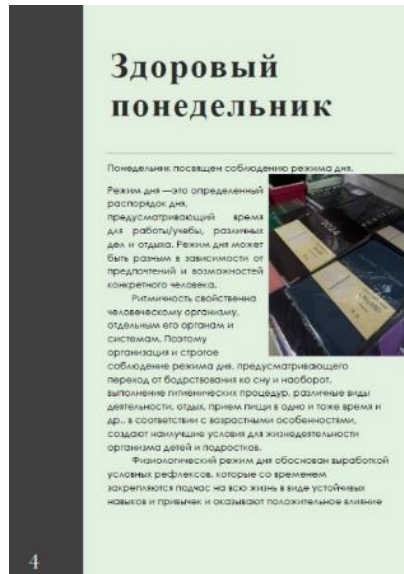 Здоровый
понедельник
Понедельник посвящен соблюдению режима дня.
Режим дня —это определенный
распорядок дня,
предусматривающий время
для работы/учебы, различных
дел и отдыха. Режим дня может
быть разным в зависимости от
предпочтений и возможностей
конкретного человека.
Ритмичность свойственна
человеческому организму,
отдельным его органам и
системам. Поэтому
организация и строгое
соблюдение режима дня, предусматривающего
переход от бодрствования ко сну и наоборот,
выполнение гигиенических процедур, различные виды
деятельности, отдых, прием пищи в одно и тоже время и
др., в соответствии с возрастными особенностями,
создают наилучшие условия для жизнедеятельности
организма детей и подростков.
Физиологический режим дня обоснован выработкой
условных рефлексов, которые со временем
закрепляются подчас на всю жизнь в виде устойчивых
навыков и привычек и оказывают положительное влияние
4